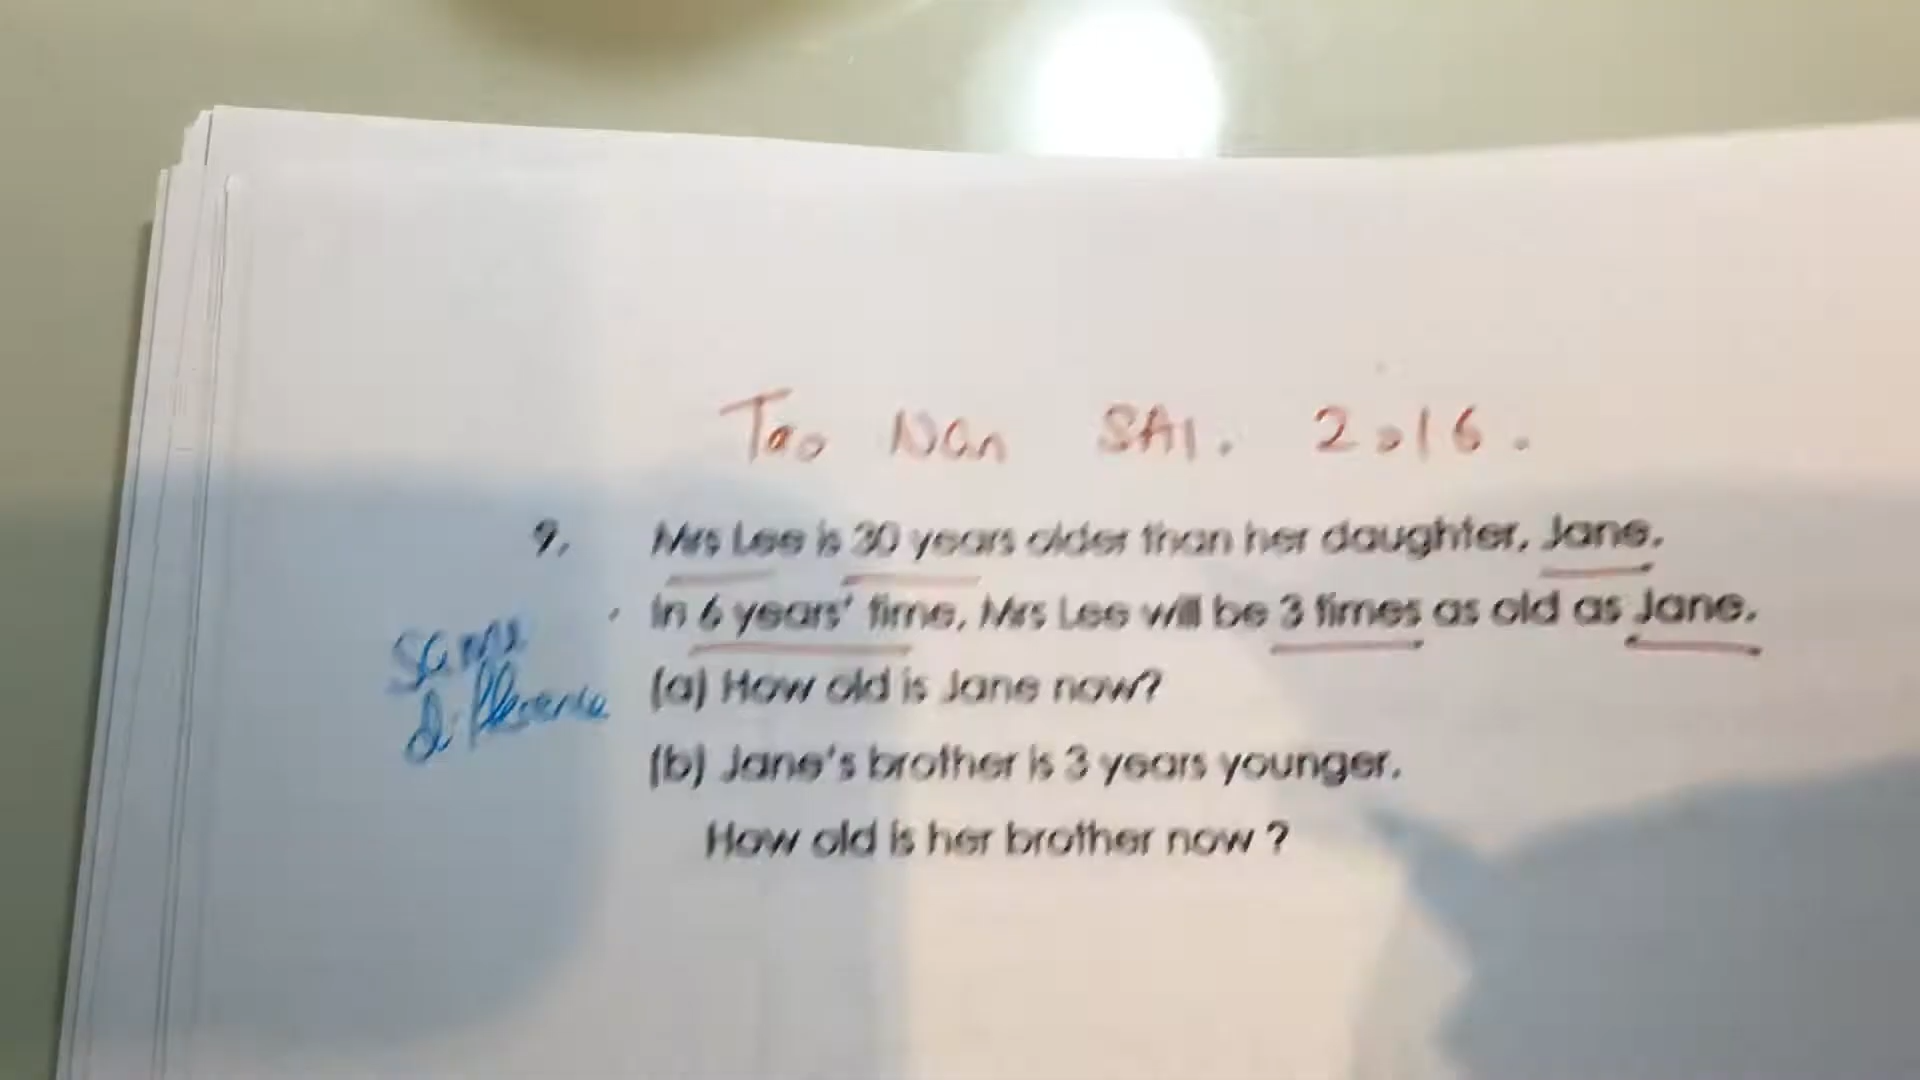 Tao Nan SA1. 2016.
9. Mrs Lee is 30 years older than her daughter, Jane.
In 6 years' time, Mrs Lee will be 3 times as old as Jane.
same
difference
(a) How old is Jane now?
(b) Jane's brother is 3 years younger.
How old is her brother now ?